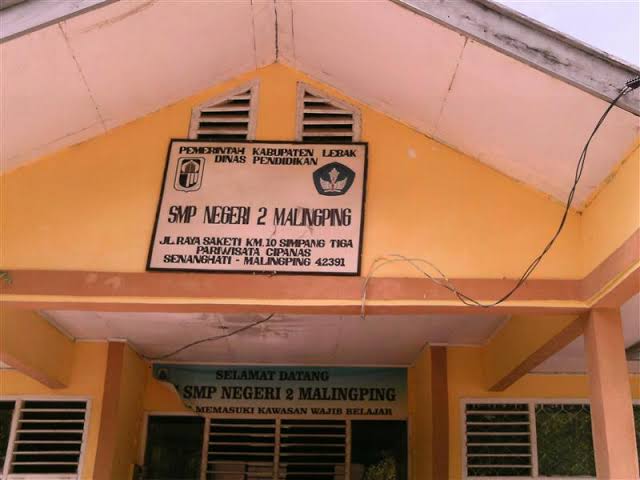 PEMERINTAH KABUPATEN LEBAK
DINAS PENDIDIKAN
SMP NEGERI 2 MALINGPING
JL.RAYA SAKETI KM.10 SIMPANG TIGA
PARIWISATA CIPANAS
SENANGHATI - MALINGPING 42391
SELAMAT DATANG
SMP NEGERI 2 MALINGPING
MEMASUKI KAWASAN WAJIB BELAJAR